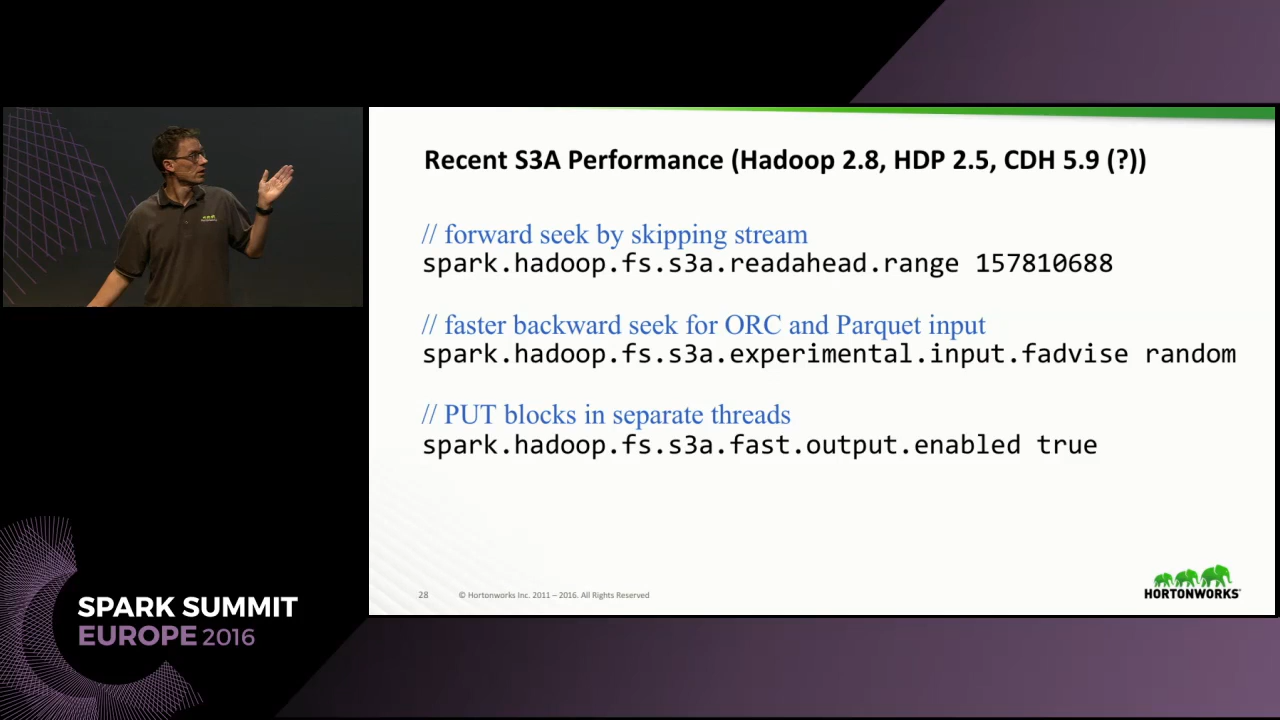 Recent S3A Performance (Hadoop 2.8, HDP 2.5, CDH 5.9 (?))
// forward seek by skipping stream
spark.hadoop.fs.s3a.readahead.range 157810688
// faster backward seek for ORC and Parquet input
spark.hadoop.fs.s3a.experimental.input.fadvise random
// PUT blocks in separate threads
spark.hadoop.fs.s3a.fast.output.enabled true
28 © Hortonworks Inc. 2011 – 2016. All Rights Reserved
HORTONWORKS
SPARK SUMMIT
EUROPE 2016